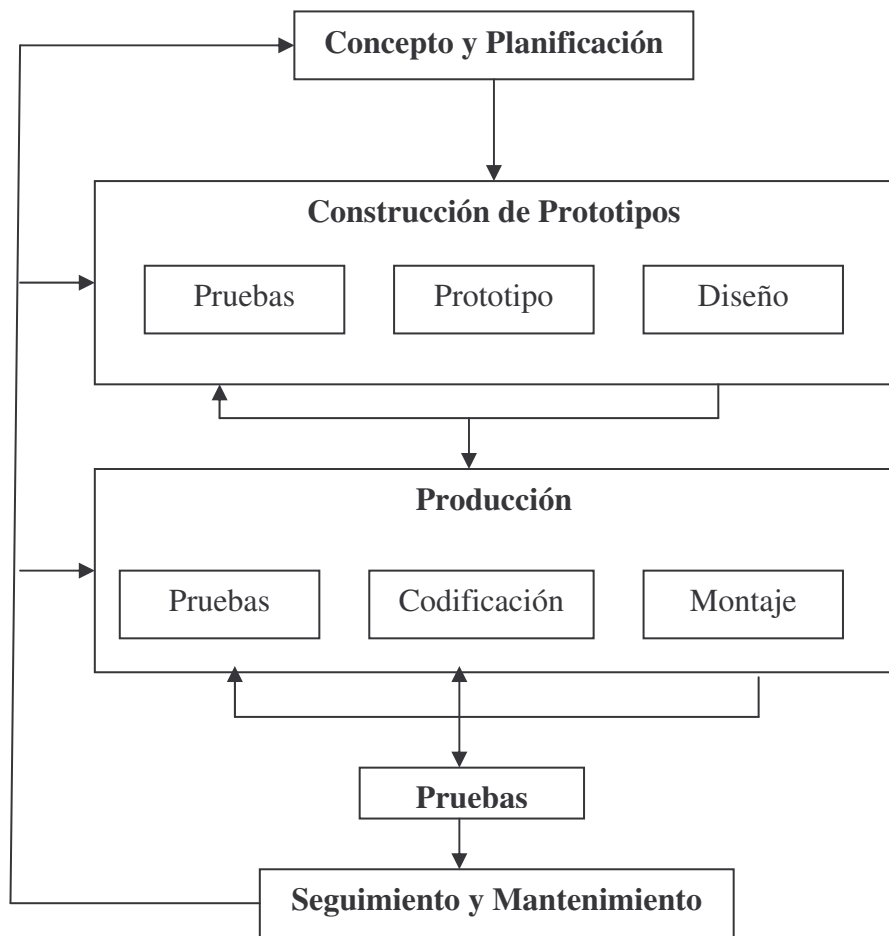 Concepto y Planificación
Construcción de Prototipos
Pruebas
Prototipo
Diseño
Producción
Pruebas
Codificación
Montaje
Pruebas
Seguimiento y Mantenimiento